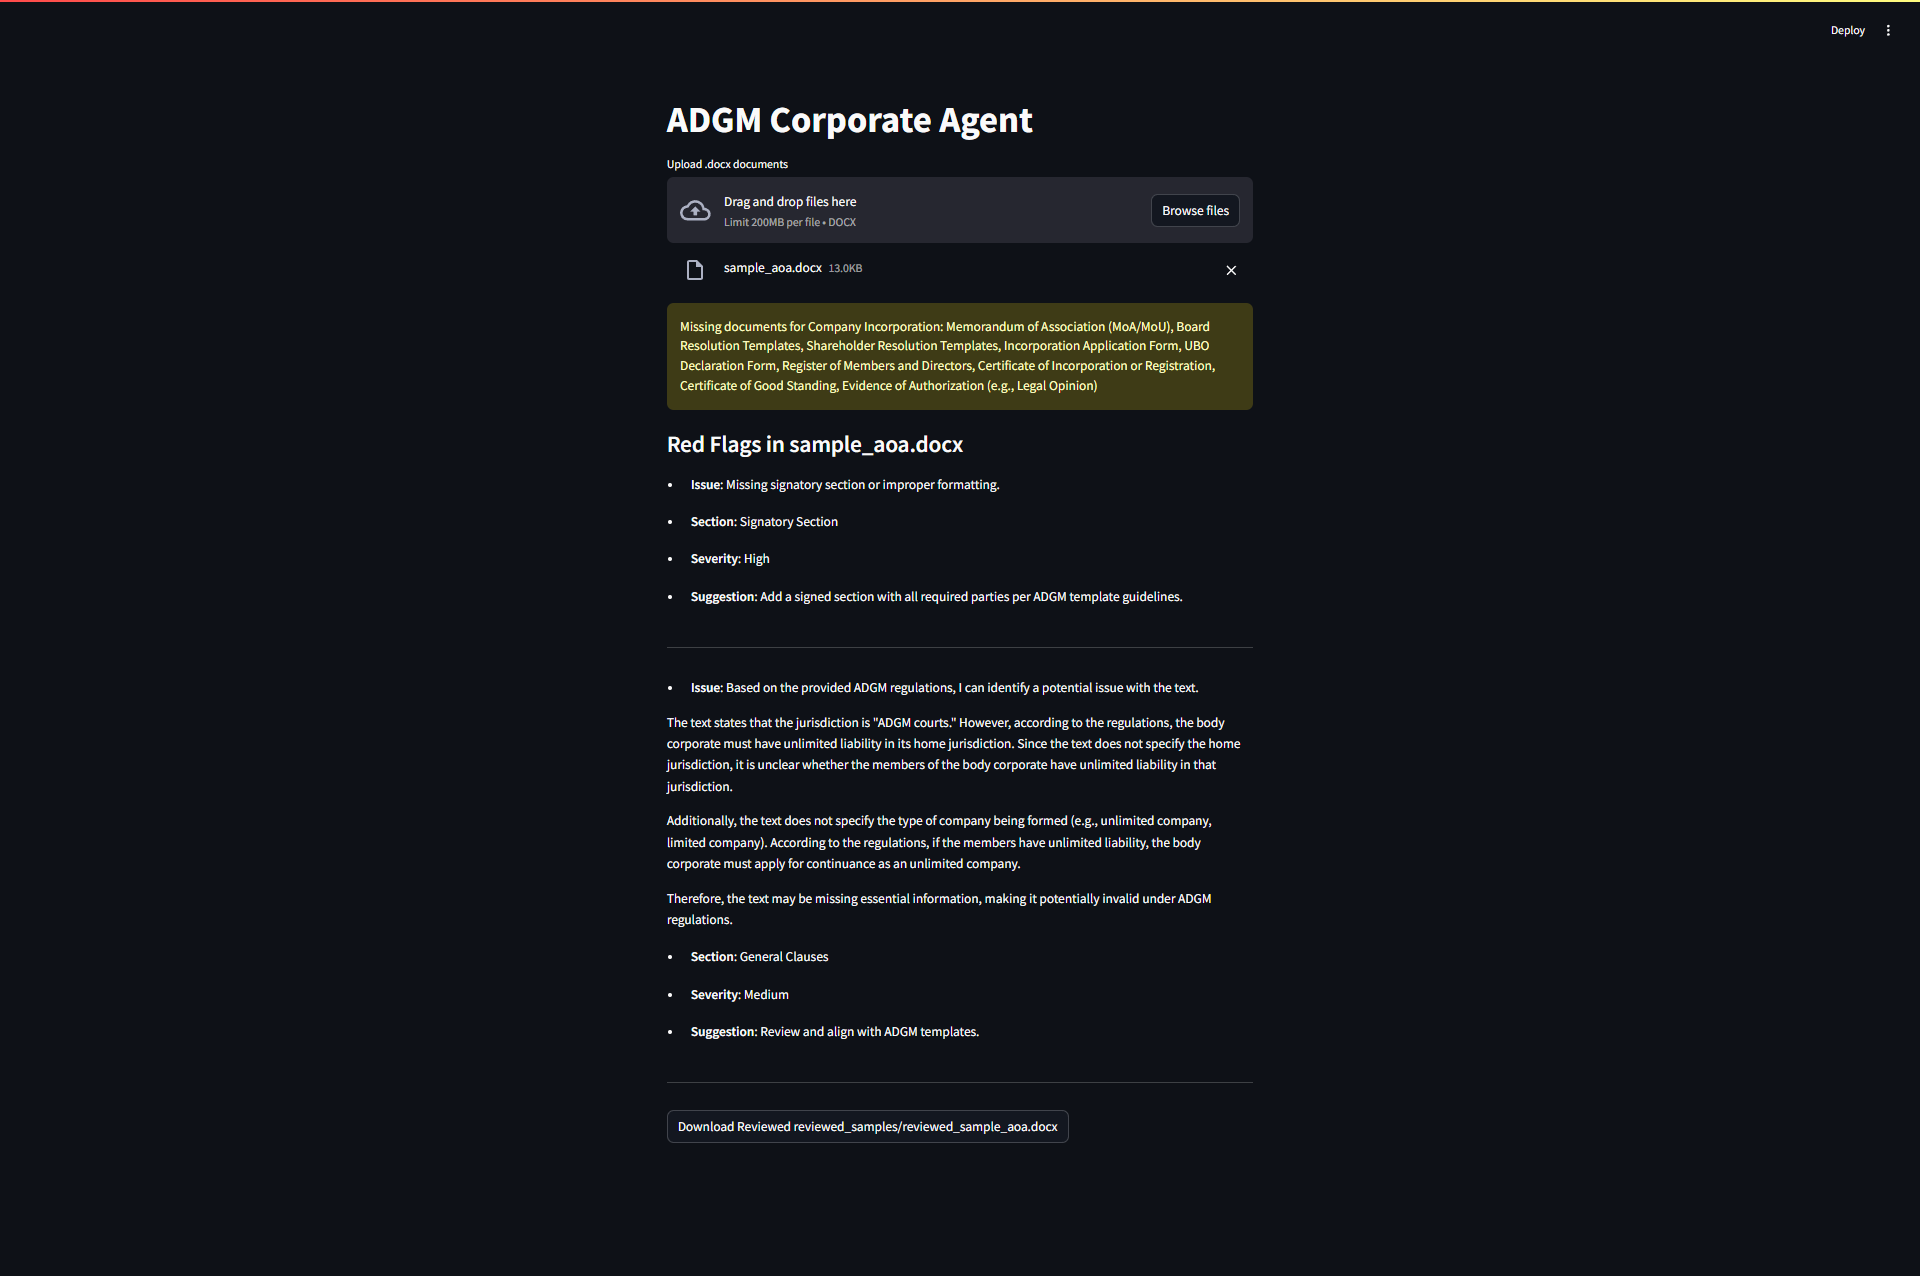 Deploy
ADGM Corporate Agent
Upload .docx documents
Drag and drop files here
Limit 200MB per file • DOCX
Browse files
sample_aoa.docx 13.0KB
Missing documents for Company Incorporation: Memorandum of Association (MoA/MoU), Board
Resolution Templates, Shareholder Resolution Templates, Incorporation Application Form, UBO
Declaration Form, Register of Members and Directors, Certificate of Incorporation or Registration,
Certificate of Good Standing, Evidence of Authorization (e.g., Legal Opinion)
Red Flags in sample_aoa.docx
• Issue: Missing signatory section or improper formatting.
• Section: Signatory Section
• Severity: High
• Suggestion: Add a signed section with all required parties per ADGM template guidelines.
• Issue: Based on the provided ADGM regulations, I can identify a potential issue with the text.
The text states that the jurisdiction is "ADGM courts." However, according to the regulations, the body
corporate must have unlimited liability in its home jurisdiction. Since the text does not specify the home
jurisdiction, it is unclear whether the members of the body corporate have unlimited liability in that
jurisdiction.
Additionally, the text does not specify the type of company being formed (e.g., unlimited company,
limited company). According to the regulations, if the members have unlimited liability, the body
corporate must apply for continuance as an unlimited company.
Therefore, the text may be missing essential information, making it potentially invalid under ADGM
regulations.
• Section: General Clauses
• Severity: Medium
• Suggestion: Review and align with ADGM templates.
Download Reviewed reviewed_samples/reviewed_sample_aoa.docx